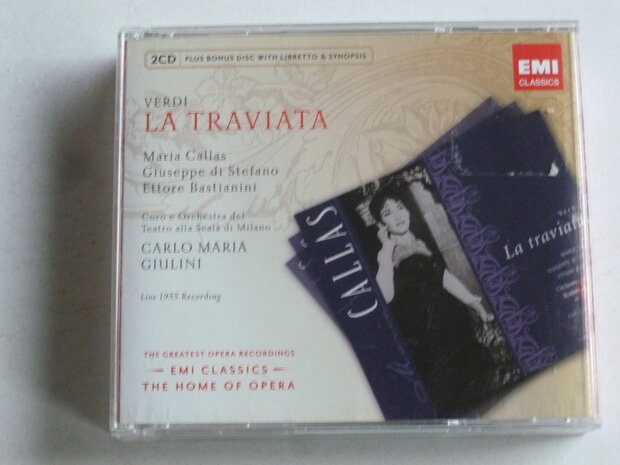 2CD PLUS BONUS DISC WITH LIBRETTO & SYNOPSIS
EMI
CLASSICS
VERDI
LA TRAVIATA
Maria Callas
Giuseppe di Stefano
Ettore Bastianini
Coro e Orchestra del
Teatro alla Scala di Milano
CARLO MARIA
GIULINI
Live 1955 Recording
THE GREATEST OPERA RECORDINGS
EMI CLASSICS
THE HOME OF OPERA
CALLAS
La traviata